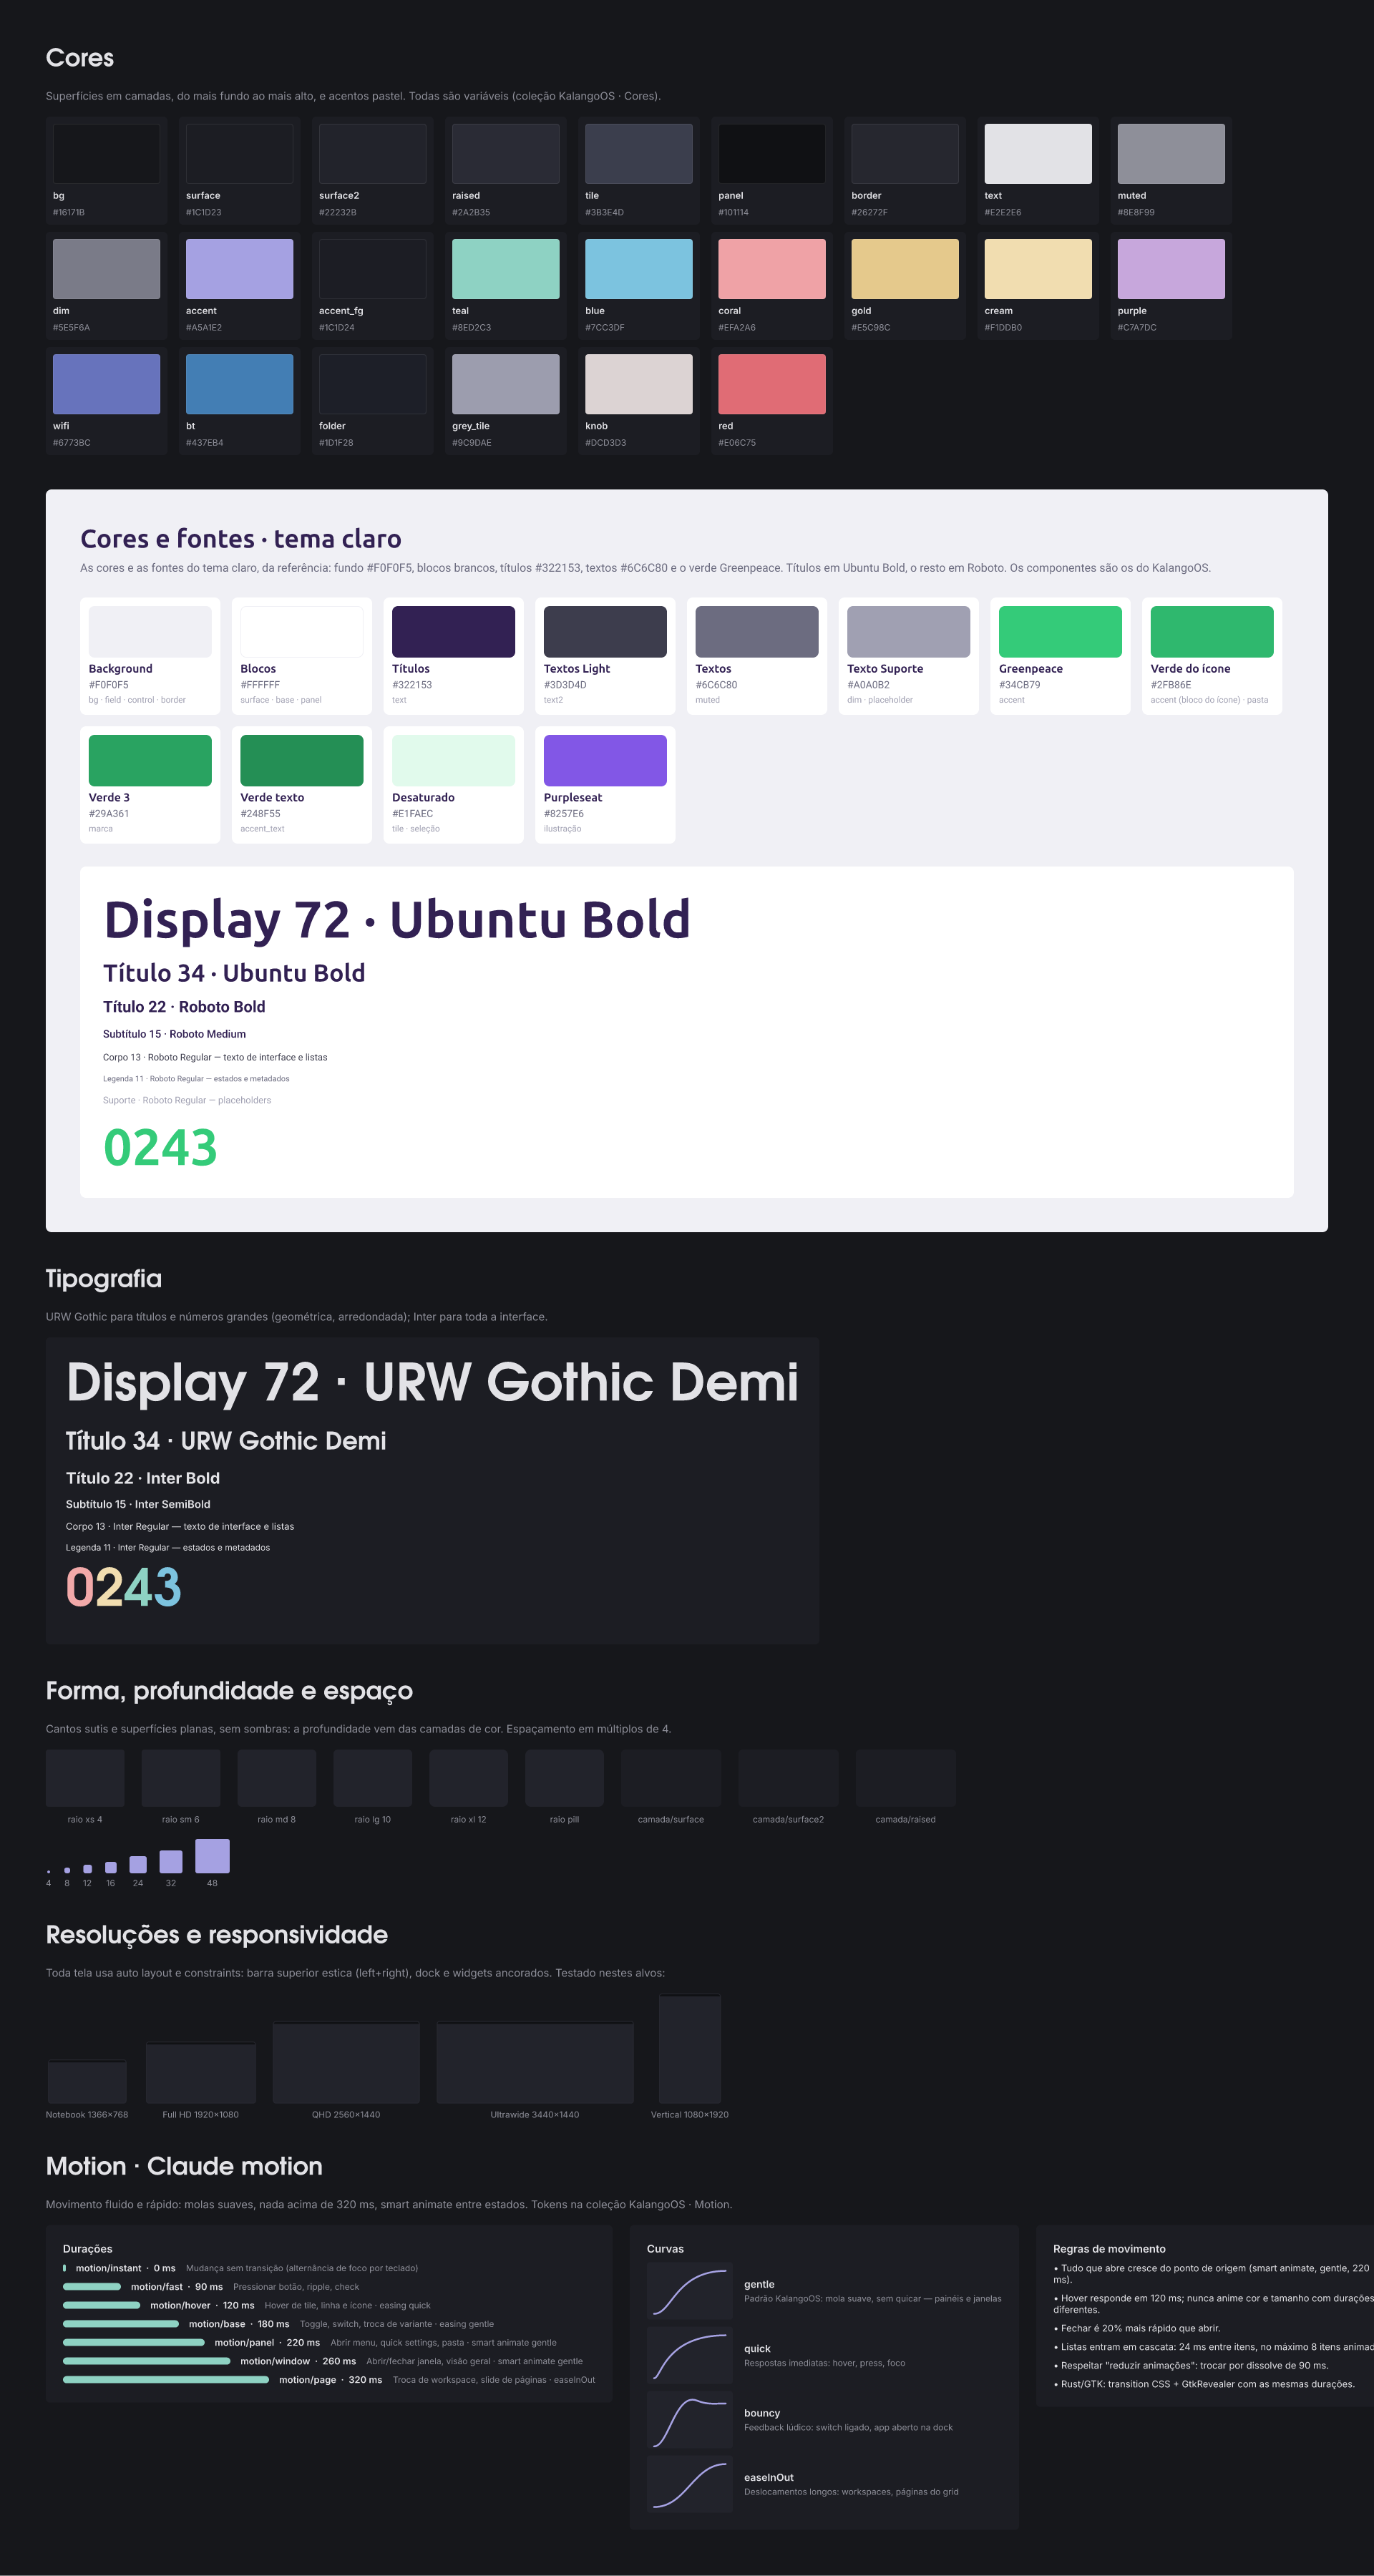 Cores
Superfícies em camadas, do mais fundo ao mais alto, e acentos pastel. Todas são variáveis (coleção KalangoOS · Cores).
bg
#16171B
surface
#1C1D23
surface2
#22232B
raised
#2A2B35
tile
#3B3E4D
panel
#101114
border
#26272F
text
#E2E2E6
muted
#8E8F99
dim
#5E5F6A
accent
#A5A1E2
accent_fg
#1C1D24
teal
#8ED2C3
blue
#7CC3DF
coral
#EFA2A6
gold
#E5C98C
cream
#F1DDB0
purple
#C7A7DC
wifi
#6773BC
bt
#437EB4
folder
#1D1F28
grey_tile
#9C9DAE
knob
#DCD3D3
red
#E06C75
Cores e fontes · tema claro
As cores e as fontes do tema claro, da referência: fundo #F0F0F5, blocos brancos, títulos #322153, textos #6C6C80 e o verde Greenpeace. Títulos em Ubuntu Bold, o resto em Roboto. Os componentes são os do KalangoOS.
Background
#F0F0F5
bg · field · control · border
Blocos
#FFFFFF
surface · base · panel
Títulos
#322153
text
Textos Light
#3D3D4D
text2
Textos
#6C6C80
muted
Texto Suporte
#A0A0B2
dim · placeholder
Greenpeace
#34CB79
accent
Verde do ícone
#2FB86E
accent (bloco do ícone) · pasta
Verde 3
#29A361
marca
Verde texto
#248F55
accent_text
Desaturado
#E1FAEC
tile · seleção
Purpleseat
#8257E6
ilustração
Display 72 · Ubuntu Bold
Título 34 · Ubuntu Bold
Título 22 · Roboto Bold
Subtítulo 15 · Roboto Medium
Corpo 13 · Roboto Regular — texto de interface e listas
Legenda 11 · Roboto Regular — estados e metadados
Suporte · Roboto Regular — placeholders
0243
Tipografia
URW Gothic para títulos e números grandes (geométrica, arredondada); Inter para toda a interface.
Display 72 · URW Gothic Demi
Título 34 · URW Gothic Demi
Título 22 · Inter Bold
Subtítulo 15 · Inter SemiBold
Corpo 13 · Inter Regular — texto de interface e listas
Legenda 11 · Inter Regular — estados e metadados
0243
Forma, profundidade e espaço
Cantos sutis e superfícies planas, sem sombras: a profundidade vem das camadas de cor. Espaçamento em múltiplos de 4.
raio xs 4
raio sm 6
raio md 8
raio lg 10
raio xl 12
raio pill
camada/surface
camada/surface2
camada/raised
4
8
12
16
24
32
48
Resoluções e responsividade
Toda tela usa auto layout e constraints: barra superior estica (left+right), dock e widgets ancorados. Testado nestes alvos:
Notebook 1366×768
Full HD 1920×1080
QHD 2560×1440
Ultrawide 3440×1440
Vertical 1080×1920
Motion · Claude motion
Movimento fluido e rápido: molas suaves, nada acima de 320 ms, smart animate entre estados. Tokens na coleção KalangoOS · Motion.
Durações
motion/instant · 0 ms Mudança sem transição (alternância de foco por teclado)
motion/fast · 90 ms Pressionar botão, ripple, check
motion/hover · 120 ms Hover de tile, linha e ícone · easing quick
motion/base · 180 ms Toggle, switch, troca de variante · easing gentle
motion/panel · 220 ms Abrir menu, quick settings, pasta · smart animate gentle
motion/window · 260 ms Abrir/fechar janela, visão geral · smart animate gentle
motion/page · 320 ms Troca de workspace, slide de páginas · easeInOut
Curvas
gentle
Padrão KalangoOS: mola suave, sem quicar — painéis e janelas
quick
Respostas imediatas: hover, press, foco
bouncy
Feedback lúdico: switch ligado, app aberto na dock
easeInOut
Deslocamentos longos: workspaces, páginas do grid
Regras de movimento
• Tudo que abre cresce do ponto de origem (smart animate, gentle, 220
ms).
• Hover responde em 120 ms; nunca anime cor e tamanho com durações
diferentes.
• Fechar é 20% mais rápido que abrir.
• Listas entram em cascata: 24 ms entre itens, no máximo 8 itens animad
• Respeitar "reduzir animações": trocar por dissolve de 90 ms.
• Rust/GTK: transition CSS + GtkRevealer com as mesmas durações.